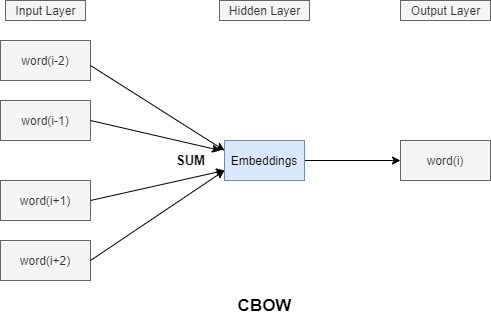 Input Layer
Hidden Layer
Output Layer
word(i-2)
word(i-1)
SUM
Embeddings
word(i)
word(i+1)
word(i+2)
CBOW